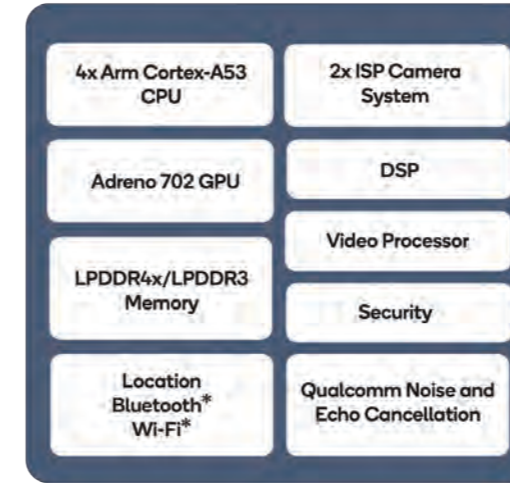 4x Arm Cortex-A53
CPU
Adreno 702 GPU
LPDDR4x/LPDDR3
Memory
Location
Bluetooth*
Wi-Fi*
2x ISP Camera
System
DSP
Video Processor
Security
Qualcomm Noise and
Echo Cancellation